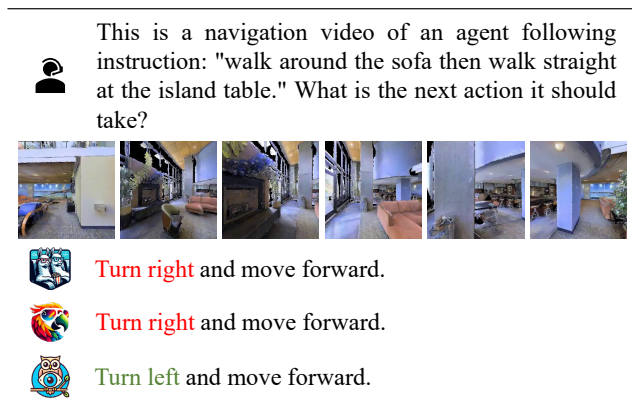 This is a navigation video of an agent following
instruction: "walk around the sofa then walk straight
at the island table." What is the next action it should
take?
Turn right and move forward.
Turn right and move forward.
Turn left and move forward.